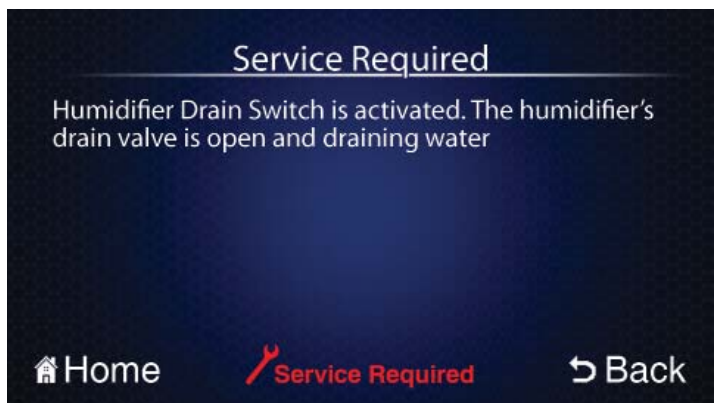 Service Required
Humidifier Drain Switch is activated. The humidifier's
drain valve is open and draining water
Home Service Required Back